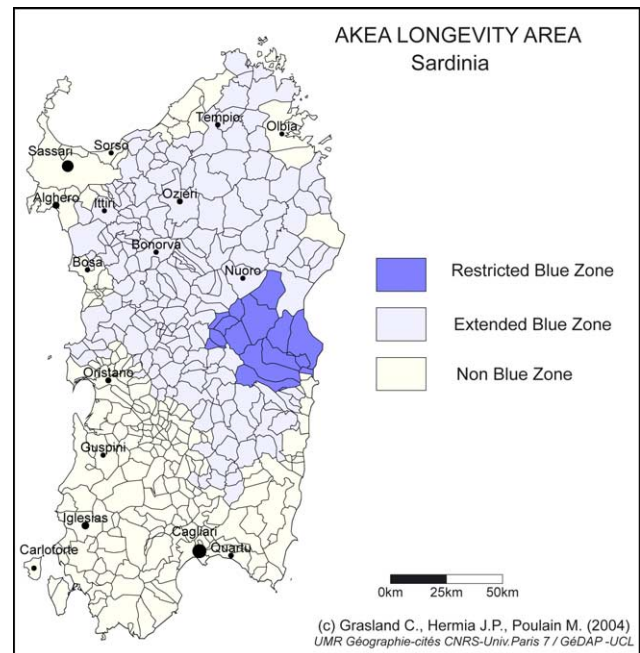 AKEA LONGEVITY AREA
Sardinia
Tempio
Olbia
Sorso
Sassari
Alghero
Ittiri
Ozieri
Bonorva
Bosa
Nuoro
Restricted Blue Zone
Extended Blue Zone
Non Blue Zone
Oristano
Guspini
Iglesias
Cagliari
Carloforte
Quartu
0km 25km 50km
(c) Grasland C., Hermia J.P., Poulain M. (2004)
UMR Géographie-cités CNRS-Univ.Paris 7 / GéDAP -UCL